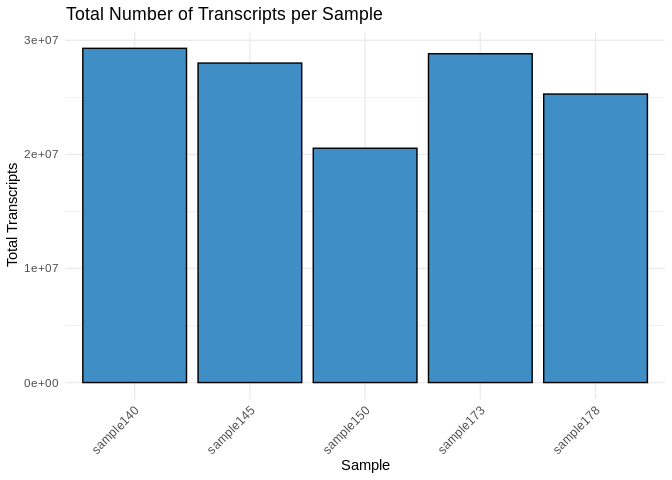 Total Number of Transcripts per Sample
Total Transcripts
3e+07
2e+07
1e+07
0e+00
sample140
sample145
sample150
sample173
sample178
Sample